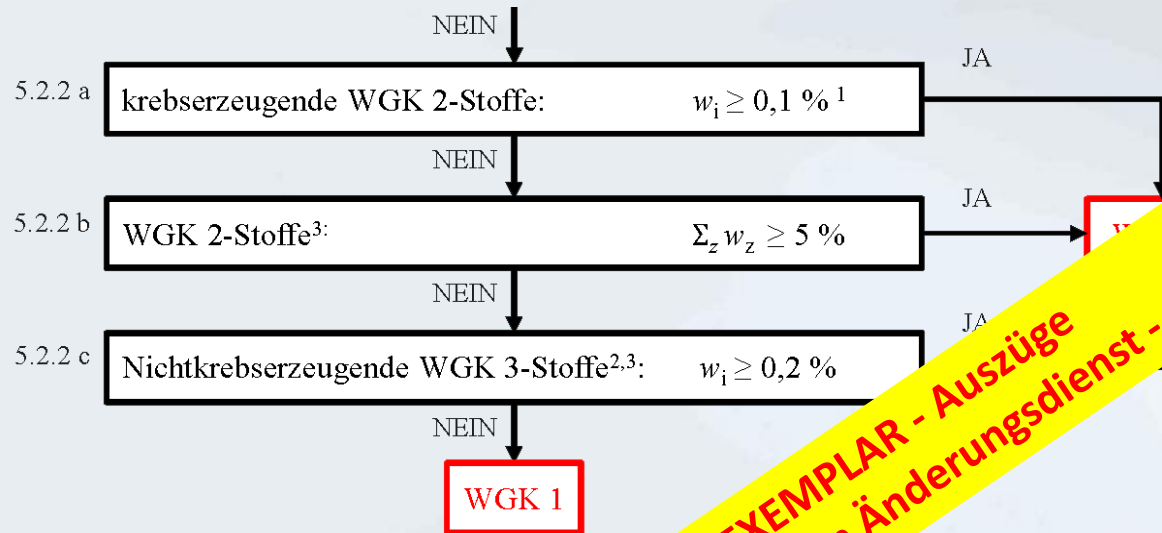 NEIN
JA
5.2.2 a krebserzeugende WGK 2-Stoffe: wᵢ ≥ 0,1 % ¹
NEIN
JA
5.2.2 b WGK 2-Stoffe³: Σ_z w_z ≥ 5 %
NEIN
JA
5.2.2 c Nichtkrebserzeugende WGK 3-Stoffe²,³: wᵢ ≥ 0,2 %
NEIN
WGK 1
EXEMPLAR - Auszüge
Änderungsdienst -